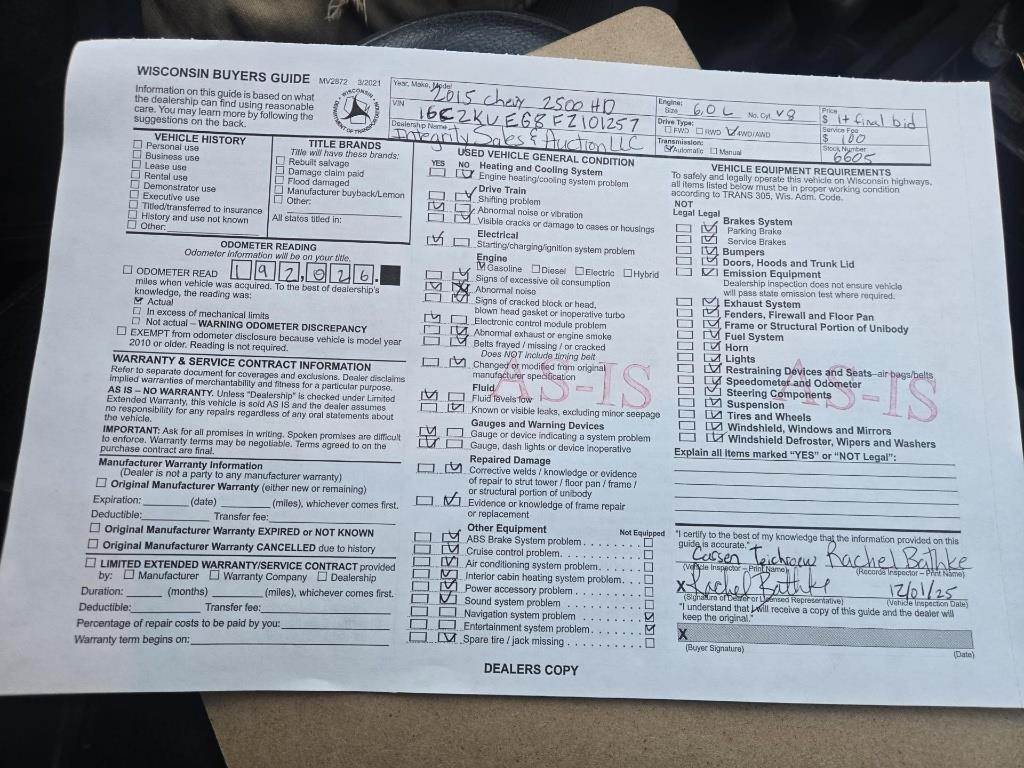 WISCONSIN BUYERS GUIDE MV2872 3/2021
Information on this guide is based on what
the dealership can find using reasonable
care. You may learn more by following the
suggestions on the back.
WISCONSIN
DEPARTMENT OF TRANSPORTATION
Year, Make, Model
2015 Chevy 2500 HD
VIN
1GC2KUEG8FZ101257
Dealership Name
Integrity Sales & Auction LLC
Engine:
Size 6.0 L No. Cyl. V8
Drive Type:
FWD RWD 4WD/AWD
Transmission:
Automatic Manual
Price
$ 1+ final bid
Service Fee
$ 100
Stock Number
6605
VEHICLE HISTORY
Personal use
Business use
Lease use
Rental use
Demonstrator use
Executive use
Titled/transferred to insurance
History and use not known
Other:
TITLE BRANDS
Title will have these brands:
Rebuilt salvage
Damage claim paid
Flood damaged
Manufacturer buyback/Lemon
Other:
All states titled in:
ODOMETER READING
Odometer information will be on your title.
ODOMETER READ 192,026.
miles when vehicle was acquired. To the best of dealership's
knowledge, the reading was:
Actual
In excess of mechanical limits
Not actual – WARNING ODOMETER DISCREPANCY
EXEMPT from odometer disclosure because vehicle is model year
2010 or older. Reading is not required.
WARRANTY & SERVICE CONTRACT INFORMATION
Refer to separate document for coverages and exclusions. Dealer disclaims
implied warranties of merchantability and fitness for a particular purpose.
AS IS – NO WARRANTY. Unless "Dealership" is checked under Limited
Extended Warranty, this vehicle is sold AS IS and the dealer assumes
no responsibility for any repairs regardless of any oral statements about
the vehicle.
IMPORTANT: Ask for all promises in writing. Spoken promises are difficult
to enforce. Warranty terms may be negotiable. Terms agreed to on the
purchase contract are final.
Manufacturer Warranty Information
(Dealer is not a party to any manufacturer warranty)
Original Manufacturer Warranty (either new or remaining)
Expiration: (date) (miles), whichever comes first.
Deductible: Transfer fee:
Original Manufacturer Warranty EXPIRED or NOT KNOWN
Original Manufacturer Warranty CANCELLED due to history
LIMITED EXTENDED WARRANTY/SERVICE CONTRACT provided
by: Manufacturer Warranty Company Dealership
Duration: (months) (miles), whichever comes first.
Deductible: Transfer fee:
Percentage of repair costs to be paid by you:
Warranty term begins on:
USED VEHICLE GENERAL CONDITION
YES NO
Heating and Cooling System
Engine heating/cooling system problem
Drive Train
Shifting problem
Abnormal noise or vibration
Visible cracks or damage to cases or housings
Electrical
Starting/charging/ignition system problem
Engine
Gasoline Diesel Electric Hybrid
Signs of excessive oil consumption
Abnormal noise
Signs of cracked block or head,
blown head gasket or inoperative turbo
Electronic control module problem
Abnormal exhaust or engine smoke
Belts frayed / missing / or cracked
Does NOT include timing belt
Changed or modified from original
manufacturer specification
Fluid
Fluid levels low
Known or visible leaks, excluding minor seepage
Gauges and Warning Devices
Gauge or device indicating a system problem
Gauge, dash lights or device inoperative
Repaired Damage
Corrective welds / knowledge or evidence
of repair to strut tower / floor pan / frame /
or structural portion of unibody
Evidence or knowledge of frame repair
or replacement
Other Equipment Not Equipped
ABS Brake System problem
Cruise control problem
Air conditioning system problem
Interior cabin heating system problem
Power accessory problem
Sound system problem
Navigation system problem
Entertainment system problem
Spare tire / jack missing
AS-IS
VEHICLE EQUIPMENT REQUIREMENTS
To safely and legally operate this vehicle on Wisconsin highways,
all items listed below must be in proper working condition
according to TRANS 305, Wis. Adm. Code.
NOT
Legal Legal
Brakes System
Parking Brake
Service Brakes
Bumpers
Doors, Hoods and Trunk Lid
Emission Equipment
Dealership inspection does not ensure vehicle
will pass state emission test where required.
Exhaust System
Fenders, Firewall and Floor Pan
Frame or Structural Portion of Unibody
Fuel System
Horn
Lights
Restraining Devices and Seats–air bags/belts
Speedometer and Odometer
Steering Components
Suspension
Tires and Wheels
Windshield, Windows and Mirrors
Windshield Defroster, Wipers and Washers
AS-IS
Explain all items marked "YES" or "NOT Legal":
"I certify to the best of my knowledge that the information provided on this
guide is accurate."
Carsen Rachel Bathke
(Vehicle Inspector – Print Name) (Records Inspector – Print Name)
X Rachel Bathke 12/01/25
(Signature of Dealer or Licensed Representative) (Vehicle Inspection Date)
"I understand that I will receive a copy of this guide and the dealer will
keep the original."
X
(Buyer Signature) (Date)
DEALERS COPY